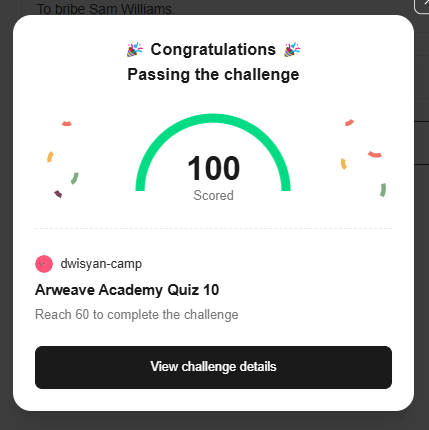 To bribe Sam Williams.
🎉 Congratulations 🎉
Passing the challenge
100
Scored
dwisyan-camp
Arweave Academy Quiz 10
Reach 60 to complete the challenge
View challenge details